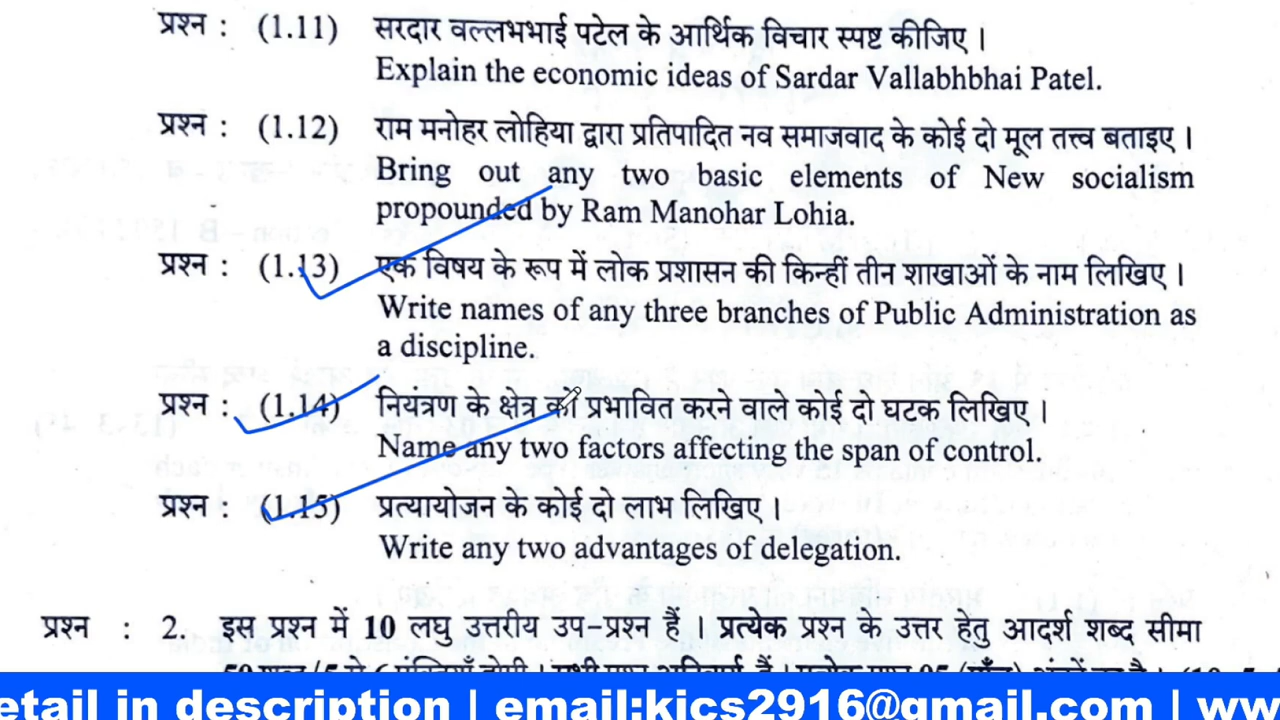 प्रश्न : (1.11) सरदार वल्लभभाई पटेल के आर्थिक विचार स्पष्ट कीजिए ।
Explain the economic ideas of Sardar Vallabhbhai Patel.
प्रश्न : (1.12) राम मनोहर लोहिया द्वारा प्रतिपादित नव समाजवाद के कोई दो मूल तत्त्व बताइए ।
Bring out any two basic elements of New socialism
propounded by Ram Manohar Lohia.
प्रश्न : (1.13) एक विषय के रूप में लोक प्रशासन की किन्हीं तीन शाखाओं के नाम लिखिए ।
Write names of any three branches of Public Administration as
a discipline.
प्रश्न : (1.14) नियंत्रण के क्षेत्र को प्रभावित करने वाले कोई दो घटक लिखिए ।
Name any two factors affecting the span of control.
प्रश्न : (1.15) प्रत्यायोजन के कोई दो लाभ लिखिए ।
Write any two advantages of delegation.
प्रश्न : 2. इस प्रश्न में 10 लघु उत्तरीय उप-प्रश्न हैं । प्रत्येक प्रश्न के उत्तर हेतु आदर्श शब्द सीमा
etail in description | email:kics2916@gmail.com | ww